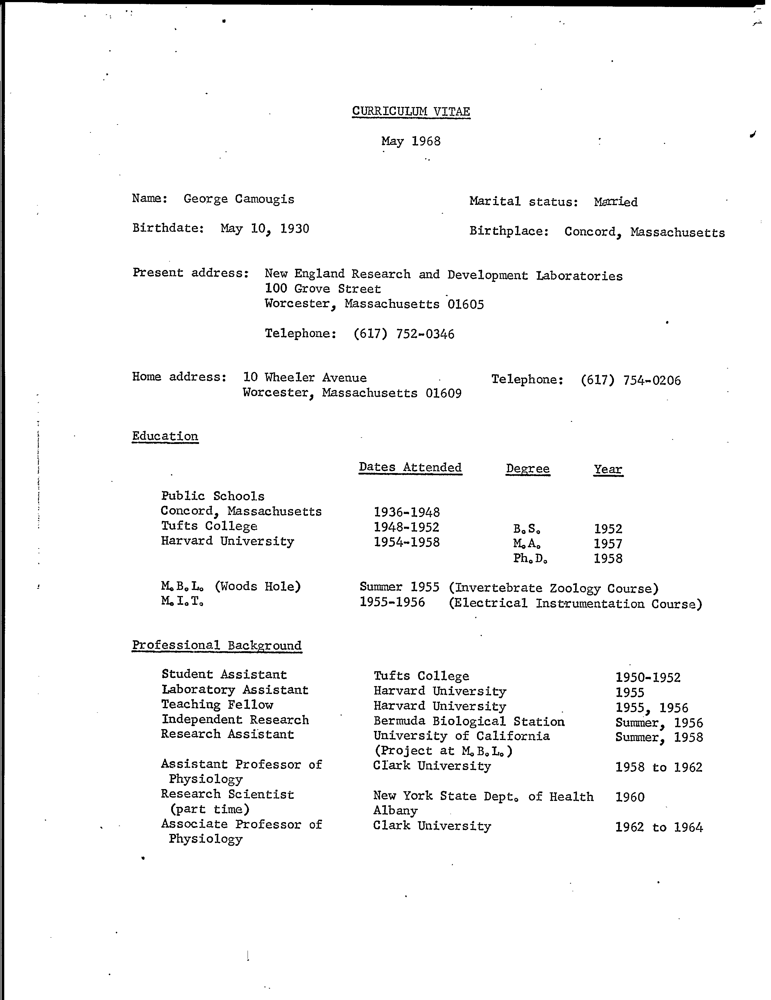 CURRICULUM VITAE
May 1968
Name: George Camougis Marital status: Married
Birthdate: May 10, 1930 Birthplace: Concord, Massachusetts
Present address: New England Research and Development Laboratories
100 Grove Street
Worcester, Massachusetts 01605
Telephone: (617) 752-0346
Home address: 10 Wheeler Avenue Telephone: (617) 754-0206
Worcester, Massachusetts 01609
Education
Dates Attended Degree Year
Public Schools
Concord, Massachusetts 1936-1948
Tufts College 1948-1952 B.S. 1952
Harvard University 1954-1958 M.A. 1957
Ph.D. 1958
M.B.L. (Woods Hole) Summer 1955 (Invertebrate Zoology Course)
M.I.T. 1955-1956 (Electrical Instrumentation Course)
Professional Background
Student Assistant Tufts College 1950-1952
Laboratory Assistant Harvard University 1955
Teaching Fellow Harvard University 1955, 1956
Independent Research Bermuda Biological Station Summer, 1956
Research Assistant University of California Summer, 1958
(Project at M.B.L.)
Assistant Professor of Clark University 1958 to 1962
Physiology
Research Scientist New York State Dept. of Health 1960
(part time) Albany
Associate Professor of Clark University 1962 to 1964
Physiology